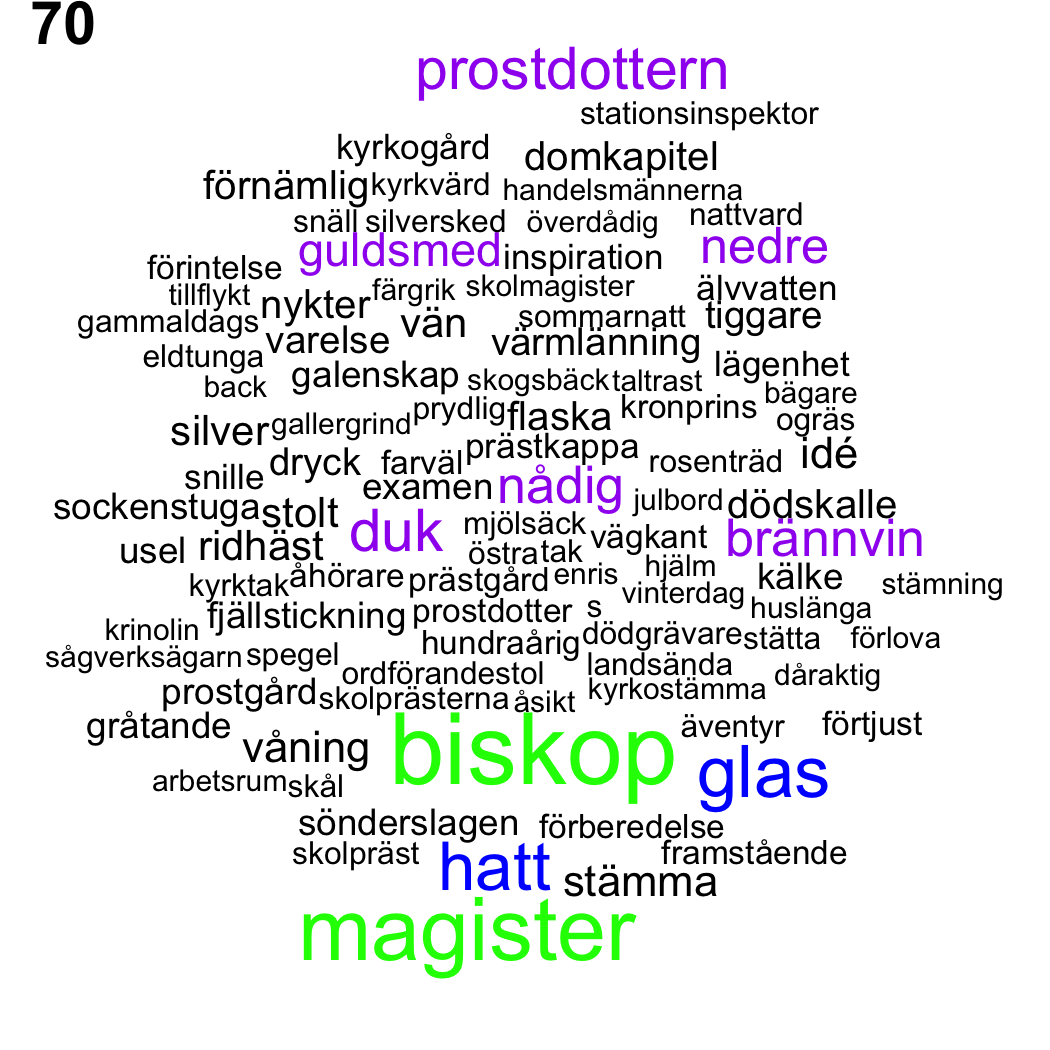 70
prostdottern
stationsinspektor
kyrkogård domkapitel
förnämlig kyrkvärd handelsmännerna
snäll silversked överdådig nattvard
guldsmed inspiration nedre
förintelse
tillflykt nykter färgrik skolmagister älvvatten
gammaldags vän sommarnatt tiggare
varelse värmlänning
eldtunga lägenhet
back galenskap skogsbäck taltrast
prydlig flaska kronprins bägare
silver gallergrind ogräs
prästkappa idé
snille dryck farväl rosenträd
examen nådig julbord dödskalle
sockenstuga stolt
duk mjölsäck vägkant brännvin
usel ridhäst östra tak
kyrktak åhörare prästgård enris hjälm kälke stämning
vinterdag
fjällstickning prostdotter s huslänga
krinolin hundraårig dödgrävare stätta förlova
sågverksägarn spegel
ordförandestol landsända dåraktig
prostgård skolprästerna åsikt kyrkostämma
gråtande äventyr förtjust
våning biskop glas
arbetsrum skål
sönderslagen förberedelse
skolpräst hatt framstående
stämma
magister